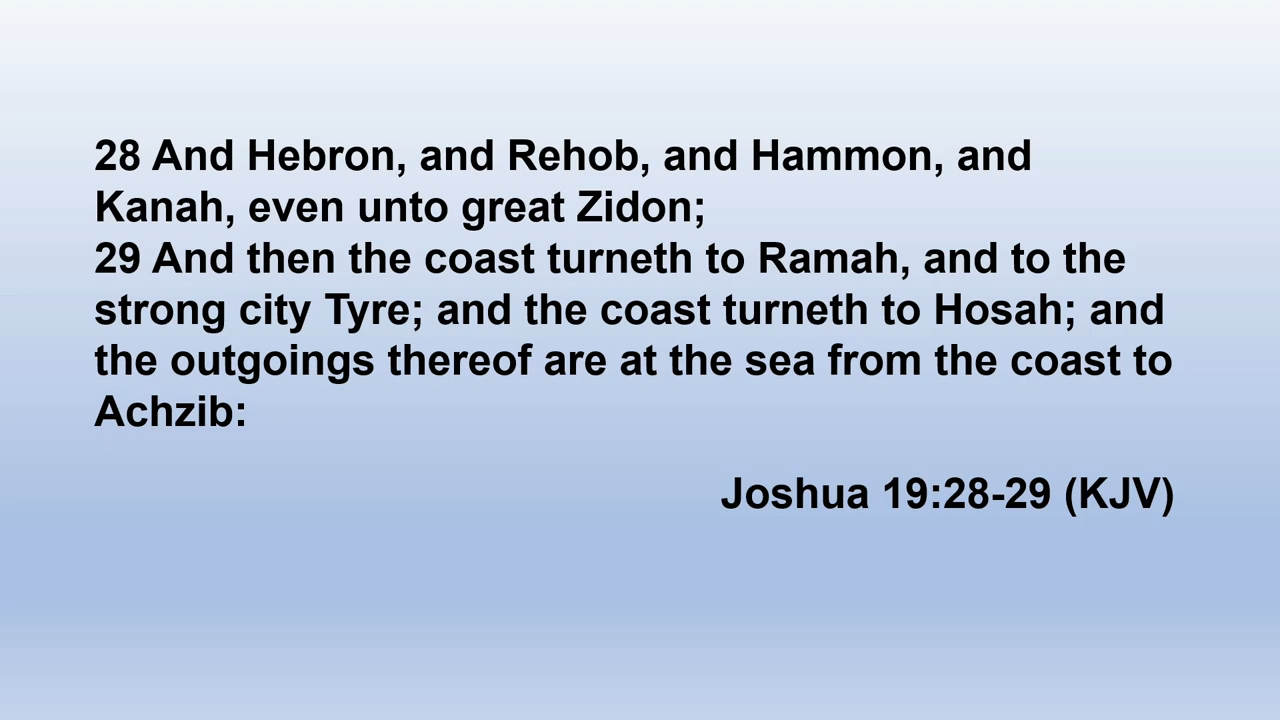 28 And Hebron, and Rehob, and Hammon, and
Kanah, even unto great Zidon;
29 And then the coast turneth to Ramah, and to the
strong city Tyre; and the coast turneth to Hosah; and
the outgoings thereof are at the sea from the coast to
Achzib:
Joshua 19:28-29 (KJV)